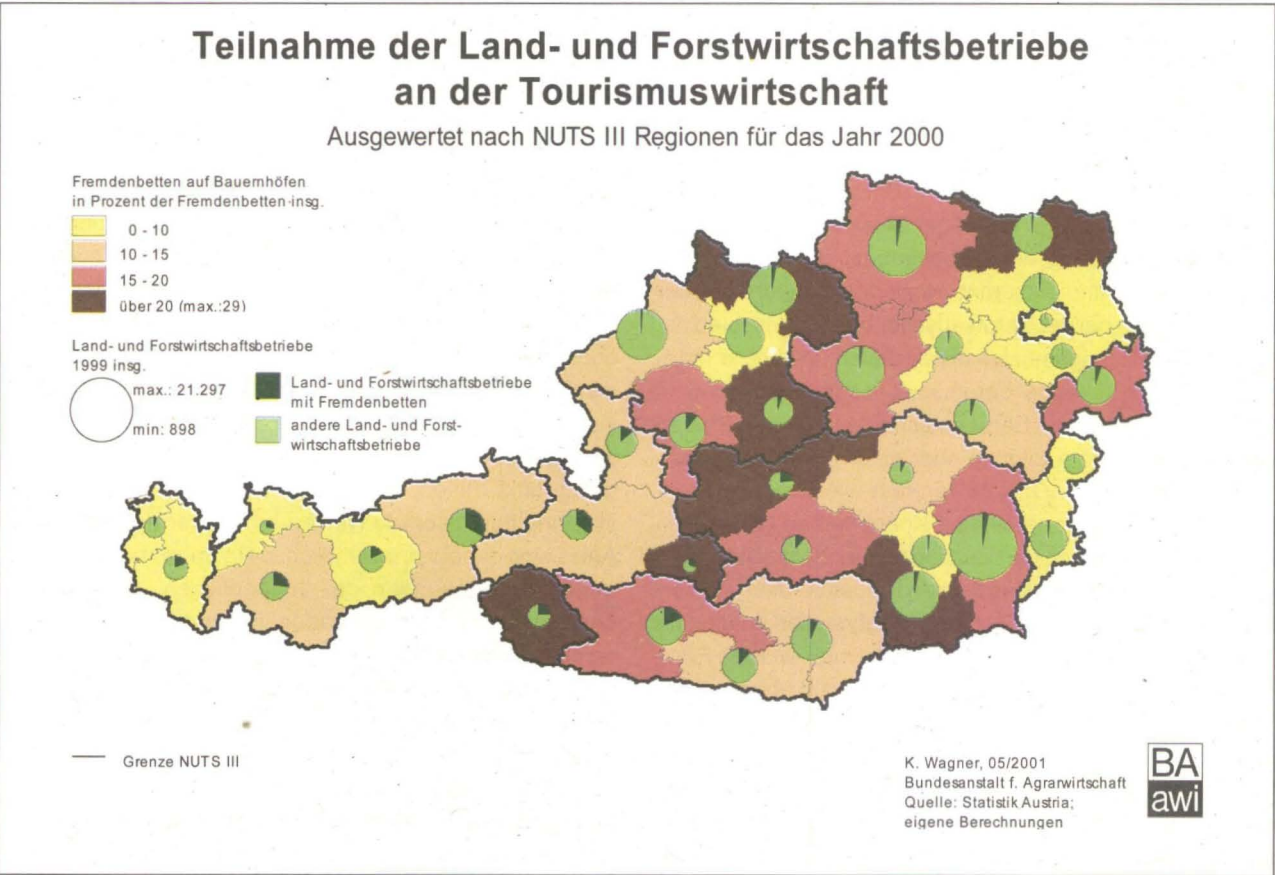 Teilnahme der Land- und Forstwirtschaftsbetriebe
an der Tourismuswirtschaft
Ausgewertet nach NUTS III Regionen für das Jahr 2000
Fremdenbetten auf Bauernhöfen
in Prozent der Fremdenbetten insg.
0 - 10
10 - 15
15 - 20
über 20 (max.:29)
Land- und Forstwirtschaftsbetriebe
1999 insg.
max.: 21.297
min: 898
Land- und Forstwirtschaftsbetriebe
mit Fremdenbetten
andere Land- und Forst-
wirtschaftsbetriebe
Grenze NUTS III
K. Wagner, 05/2001
Bundesanstalt f. Agrarwirtschaft
Quelle: Statistik Austria;
eigene Berechnungen
BA
awi